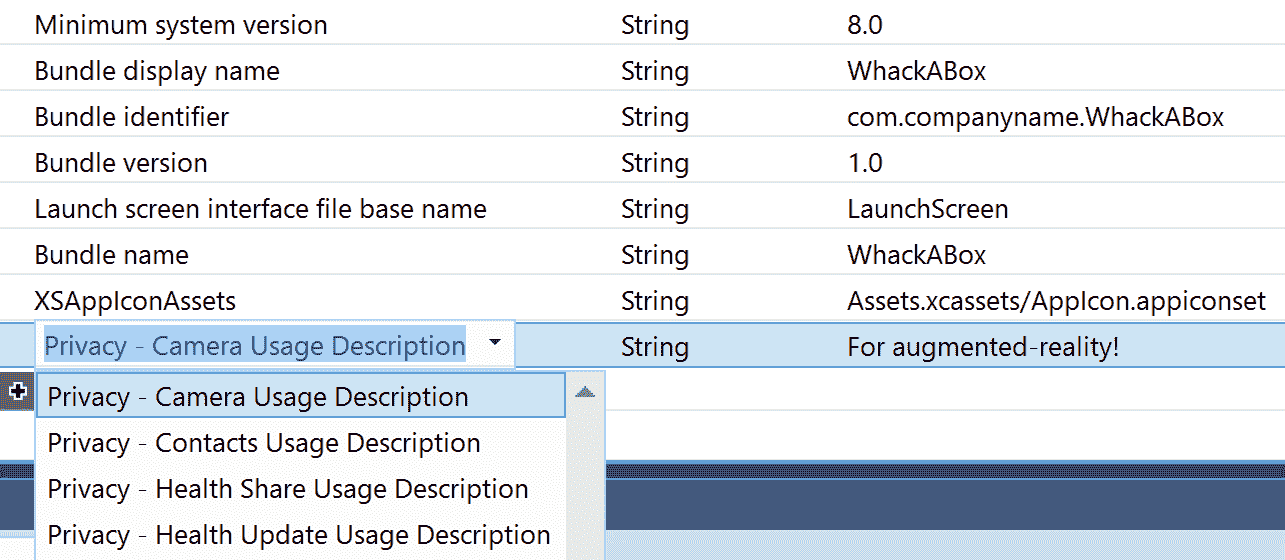 Minimum system version String 8.0
Bundle display name String WhackABox
Bundle identifier String com.companyname.WhackABox
Bundle version String 1.0
Launch screen interface file base name String LaunchScreen
Bundle name String WhackABox
XSAppIconAssets String Assets.xcassets/AppIcon.appiconset
Privacy - Camera Usage Description String For augmented-reality!
Privacy - Camera Usage Description
Privacy - Contacts Usage Description
Privacy - Health Share Usage Description
Privacy - Health Update Usage Description